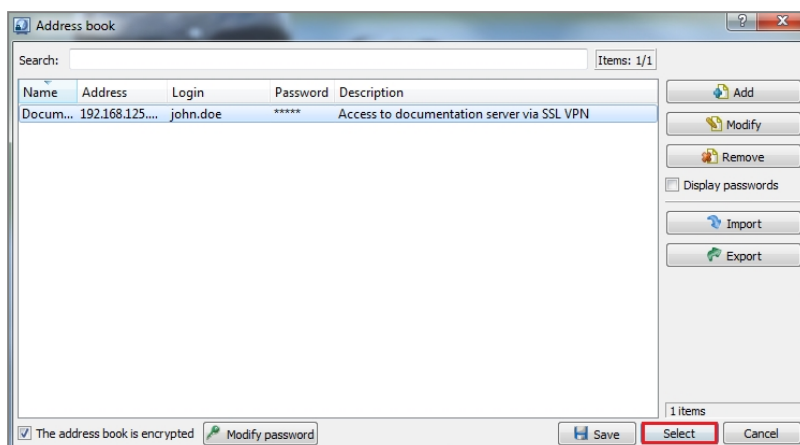 Address book
Search:
Items: 1/1
Name Address Login Password Description
Docum... 192.168.125.... john.doe ***** Access to documentation server via SSL VPN
Add
Modify
Remove
Display passwords
Import
Export
1 items
The address book is encrypted Modify password Save Select Cancel